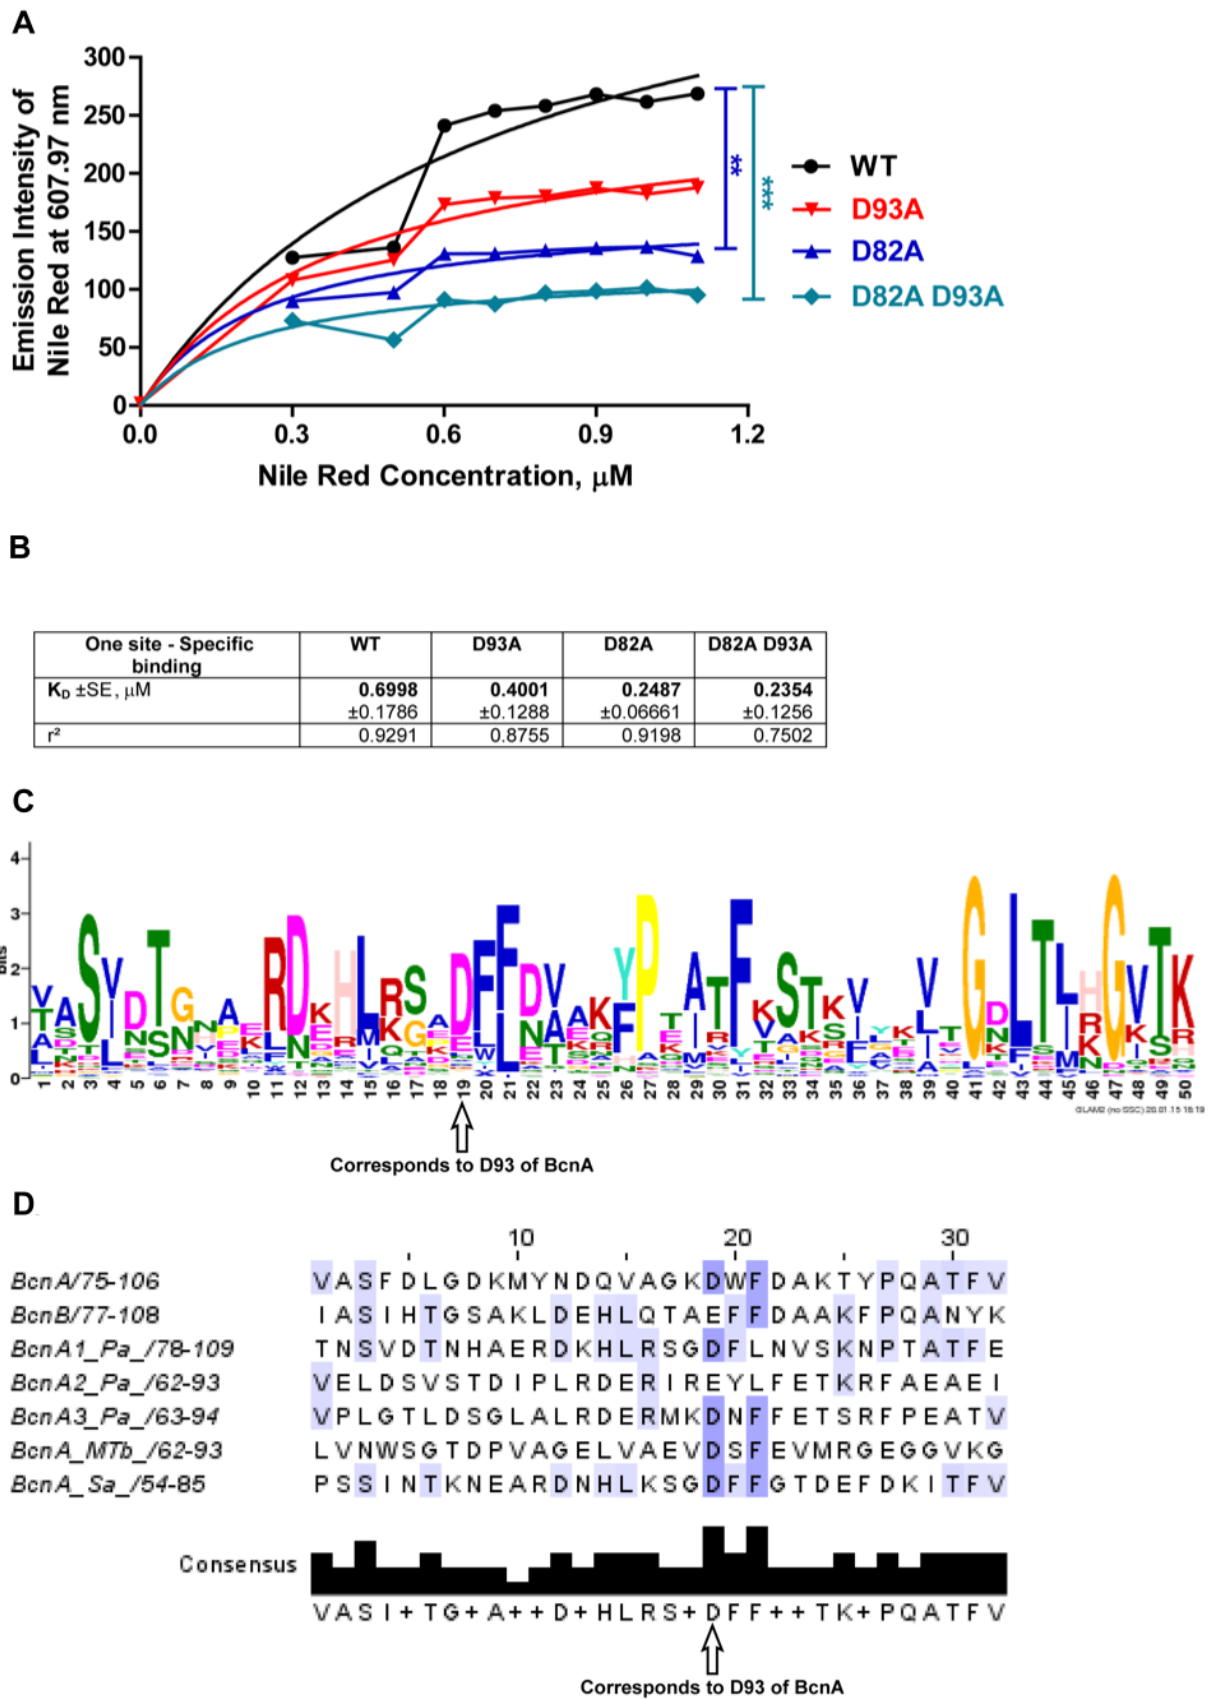 A
Emission Intensity of
Nile Red at 607.97 nm
300
250
200
150
100
50
0
0.0 0.3 0.6 0.9 1.2
Nile Red Concentration, μM
**
***
WT
D93A
D82A
D82A D93A
B
One site - Specific binding WT D93A D82A D82A D93A
K_D ±SE, μM 0.6998 0.4001 0.2487 0.2354
±0.1786 ±0.1288 ±0.06661 ±0.1256
r² 0.9291 0.8755 0.9198 0.7502
C
bits
4
3
2
1
0
1 2 3 4 5 6 7 8 9 10 11 12 13 14 15 16 17 18 19 20 21 22 23 24 25 26 27 28 29 30 31 32 33 34 35 36 37 38 39 40 41 42 43 44 45 46 47 48 49 50
GLAM2 (no SSC) 28.01.15 18:19
Corresponds to D93 of BcnA
D
10 20 30
BcnA/75-106 VASFDLGDKMYNDQVAGKDWFDAKTYPQATFV
BcnB/77-108 IASIHTGSAKLDEHLQTAEFFDAAKFPQANYK
BcnA1_Pa_/78-109 TNSVDTNHAERDKHLRSGDFLNVSKNPTATFE
BcnA2_Pa_/62-93 VELDSVSTDIPLRDERIREYLFETKRFAEAEI
BcnA3_Pa_/63-94 VPLGTLDSGLALRDERMKDNFFETSRFPEATV
BcnA_MTb_/62-93 LVNWSGTDPVAGELVAEVDSFEVMRGEGGVKG
BcnA_Sa_/54-85 PSSINTKNEARDNHLKSGDFFGTDEFDKITFV
Consensus
VASI+TG+A++D+HLRS+DFF++TK+PQATFV
Corresponds to D93 of BcnA